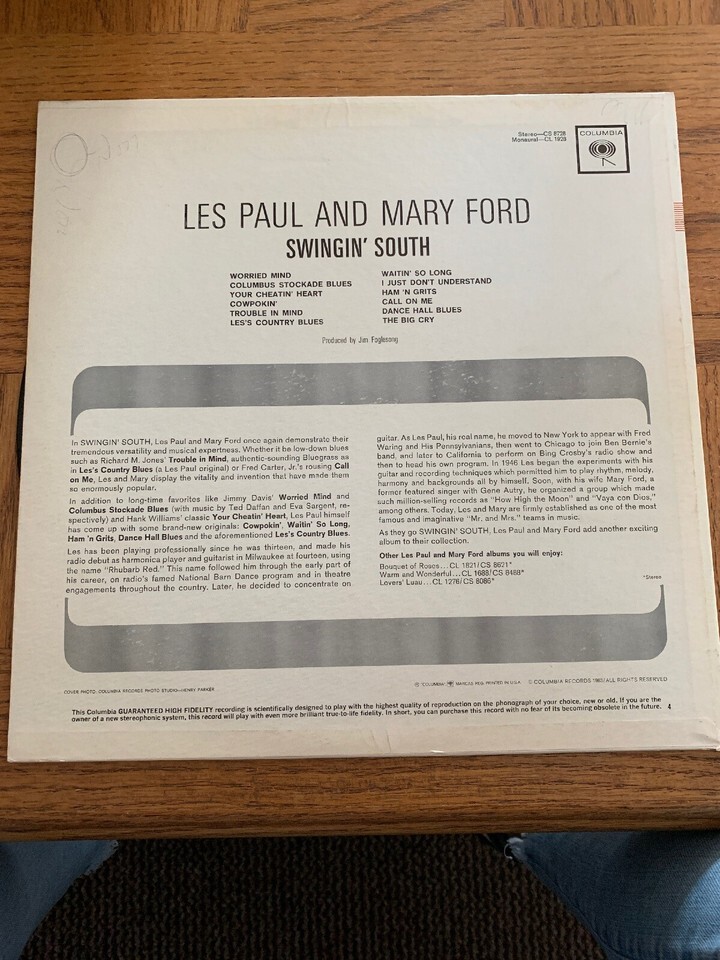 Stereo—CS 8728
Monaural—CL 1928
COLUMBIA
LES PAUL AND MARY FORD
SWINGIN' SOUTH
WORRIED MIND
COLUMBUS STOCKADE BLUES
YOUR CHEATIN' HEART
COWPOKIN'
TROUBLE IN MIND
LES'S COUNTRY BLUES
WAITIN' SO LONG
I JUST DON'T UNDERSTAND
HAM 'N GRITS
CALL ON ME
DANCE HALL BLUES
THE BIG CRY
Produced by Jim Foglesong
In SWINGIN' SOUTH, Les Paul and Mary Ford once again demonstrate their
tremendous versatility and musical expertness. Whether it be low-down blues
such as Richard M. Jones' Trouble in Mind, authentic-sounding Bluegrass as
in Les's Country Blues (a Les Paul original) or Fred Carter, Jr.'s rousing Call
on Me, Les and Mary display the vitality and invention that have made them
so enormously popular.
In addition to long-time favorites like Jimmy Davis' Worried Mind and
Columbus Stockade Blues (with music by Ted Daffan and Eva Sargent, re-
spectively) and Hank Williams' classic Your Cheatin' Heart, Les Paul himself
has come up with some brand-new originals: Cowpokin', Waitin' So Long,
Ham 'n Grits, Dance Hall Blues and the aforementioned Les's Country Blues.
Les has been playing professionally since he was thirteen, and made his
radio debut as harmonica player and guitarist in Milwaukee at fourteen, using
the name "Rhubarb Red." This name followed him through the early part of
his career, on radio's famed National Barn Dance program and in theatre
engagements throughout the country. Later, he decided to concentrate on
guitar. As Les Paul, his real name, he moved to New York to appear with Fred
Waring and His Pennsylvanians, then went to Chicago to join Ben Bernie's
band, and later to California to perform on Bing Crosby's radio show and
then to head his own program. In 1946 Les began the experiments with his
guitar and recording techniques which permitted him to play rhythm, melody,
harmony and backgrounds all by himself. Soon, with his wife Mary Ford, a
former featured singer with Gene Autry, he organized a group which made
such million-selling records as "How High the Moon" and "Vaya con Dios,"
among others. Today, Les and Mary are firmly established as one of the most
famous and imaginative "Mr. and Mrs." teams in music.
As they go SWINGIN' SOUTH, Les Paul and Mary Ford add another exciting
album to their collection.
Other Les Paul and Mary Ford albums you will enjoy:
Bouquet of Roses...CL 1821/CS 8621*
Warm and Wonderful...CL 1688/CS 8488*
Lovers' Luau...CL 1276/CS 8086*
*Stereo
COVER PHOTO: COLUMBIA RECORDS PHOTO STUDIO—HENRY PARKER
® "COLUMBIA" MARCAS REG. PRINTED IN U.S.A. © COLUMBIA RECORDS 1963/ALL RIGHTS RESERVED
This Columbia GUARANTEED HIGH FIDELITY recording is scientifically designed to play with the highest quality of reproduction on the phonograph of your choice, new or old. If you are the
owner of a new stereophonic system, this record will play with even more brilliant true-to-life fidelity. In short, you can purchase this record with no fear of its becoming obsolete in the future. 4